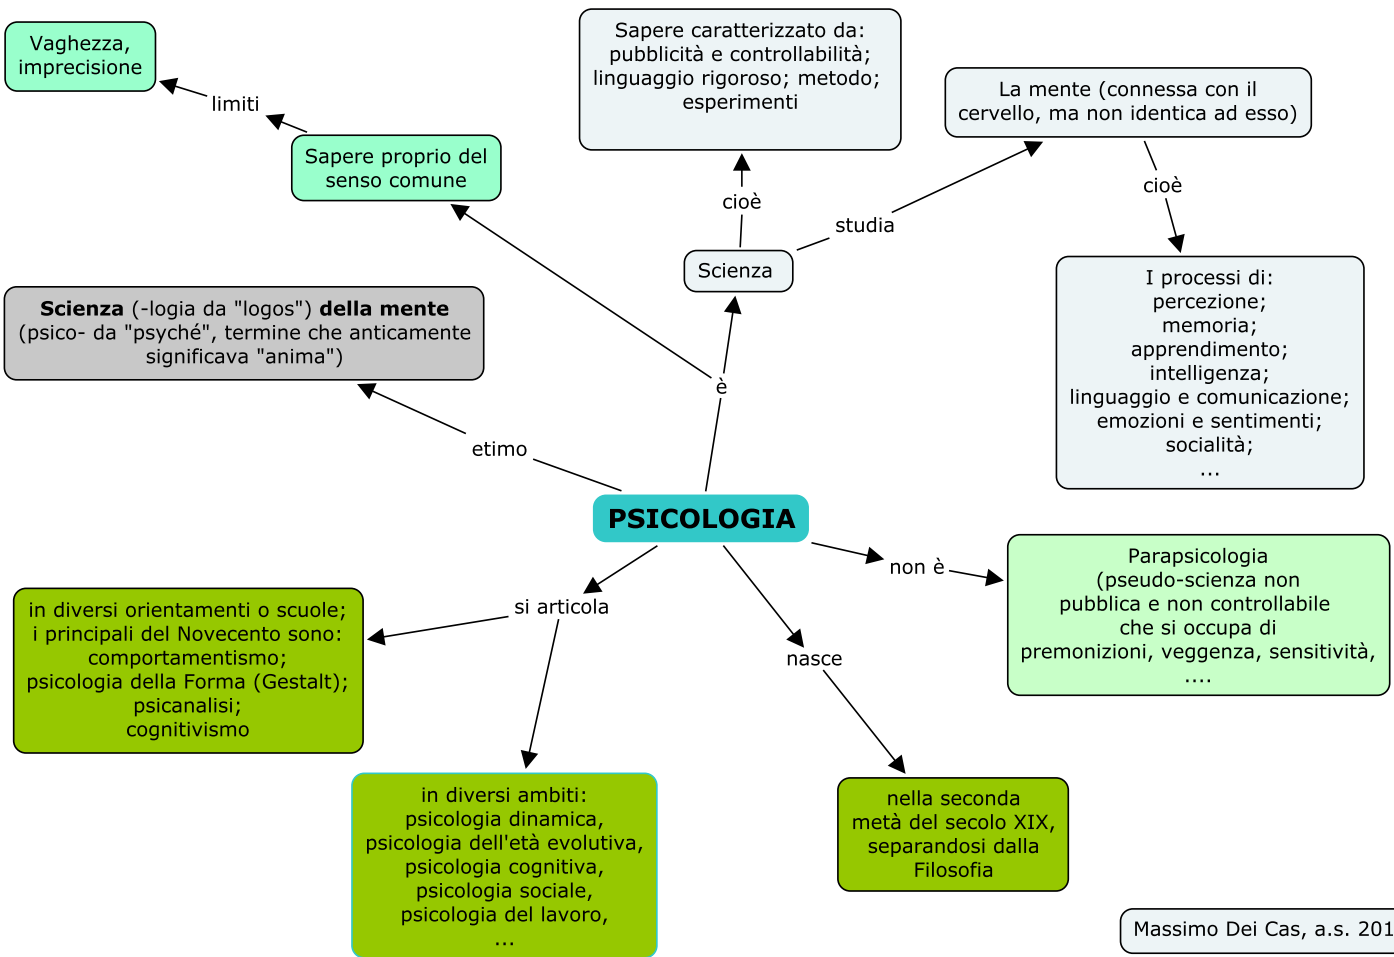 Vaghezza,
imprecisione
limiti
Sapere proprio del
senso comune
Sapere caratterizzato da:
pubblicità e controllabilità;
linguaggio rigoroso; metodo;
esperimenti
cioè
Scienza
studia
La mente (connessa con il
cervello, ma non identica ad esso)
cioè
I processi di:
percezione;
memoria;
apprendimento;
intelligenza;
linguaggio e comunicazione;
emozioni e sentimenti;
socialità;
...
Scienza (-logia da "logos") della mente
(psico- da "psyché", termine che anticamente
significava "anima")
è
etimo
PSICOLOGIA
non è
Parapsicologia
(pseudo-scienza non
pubblica e non controllabile
che si occupa di
premonizioni, veggenza, sensitività,
....
si articola
in diversi orientamenti o scuole;
i principali del Novecento sono:
comportamentismo;
psicologia della Forma (Gestalt);
psicanalisi;
cognitivismo
in diversi ambiti:
psicologia dinamica,
psicologia dell'età evolutiva,
psicologia cognitiva,
psicologia sociale,
psicologia del lavoro,
...
nasce
nella seconda
metà del secolo XIX,
separandosi dalla
Filosofia
Massimo Dei Cas, a.s. 201